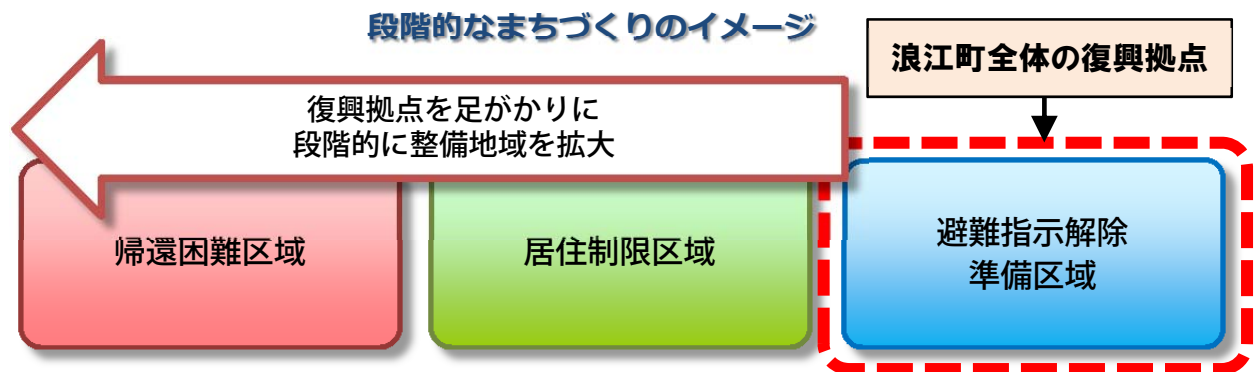 段階的なまちづくりのイメージ
浪江町全体の復興拠点
復興拠点を足がかりに
段階的に整備地域を拡大
帰還困難区域
居住制限区域
避難指示解除
準備区域